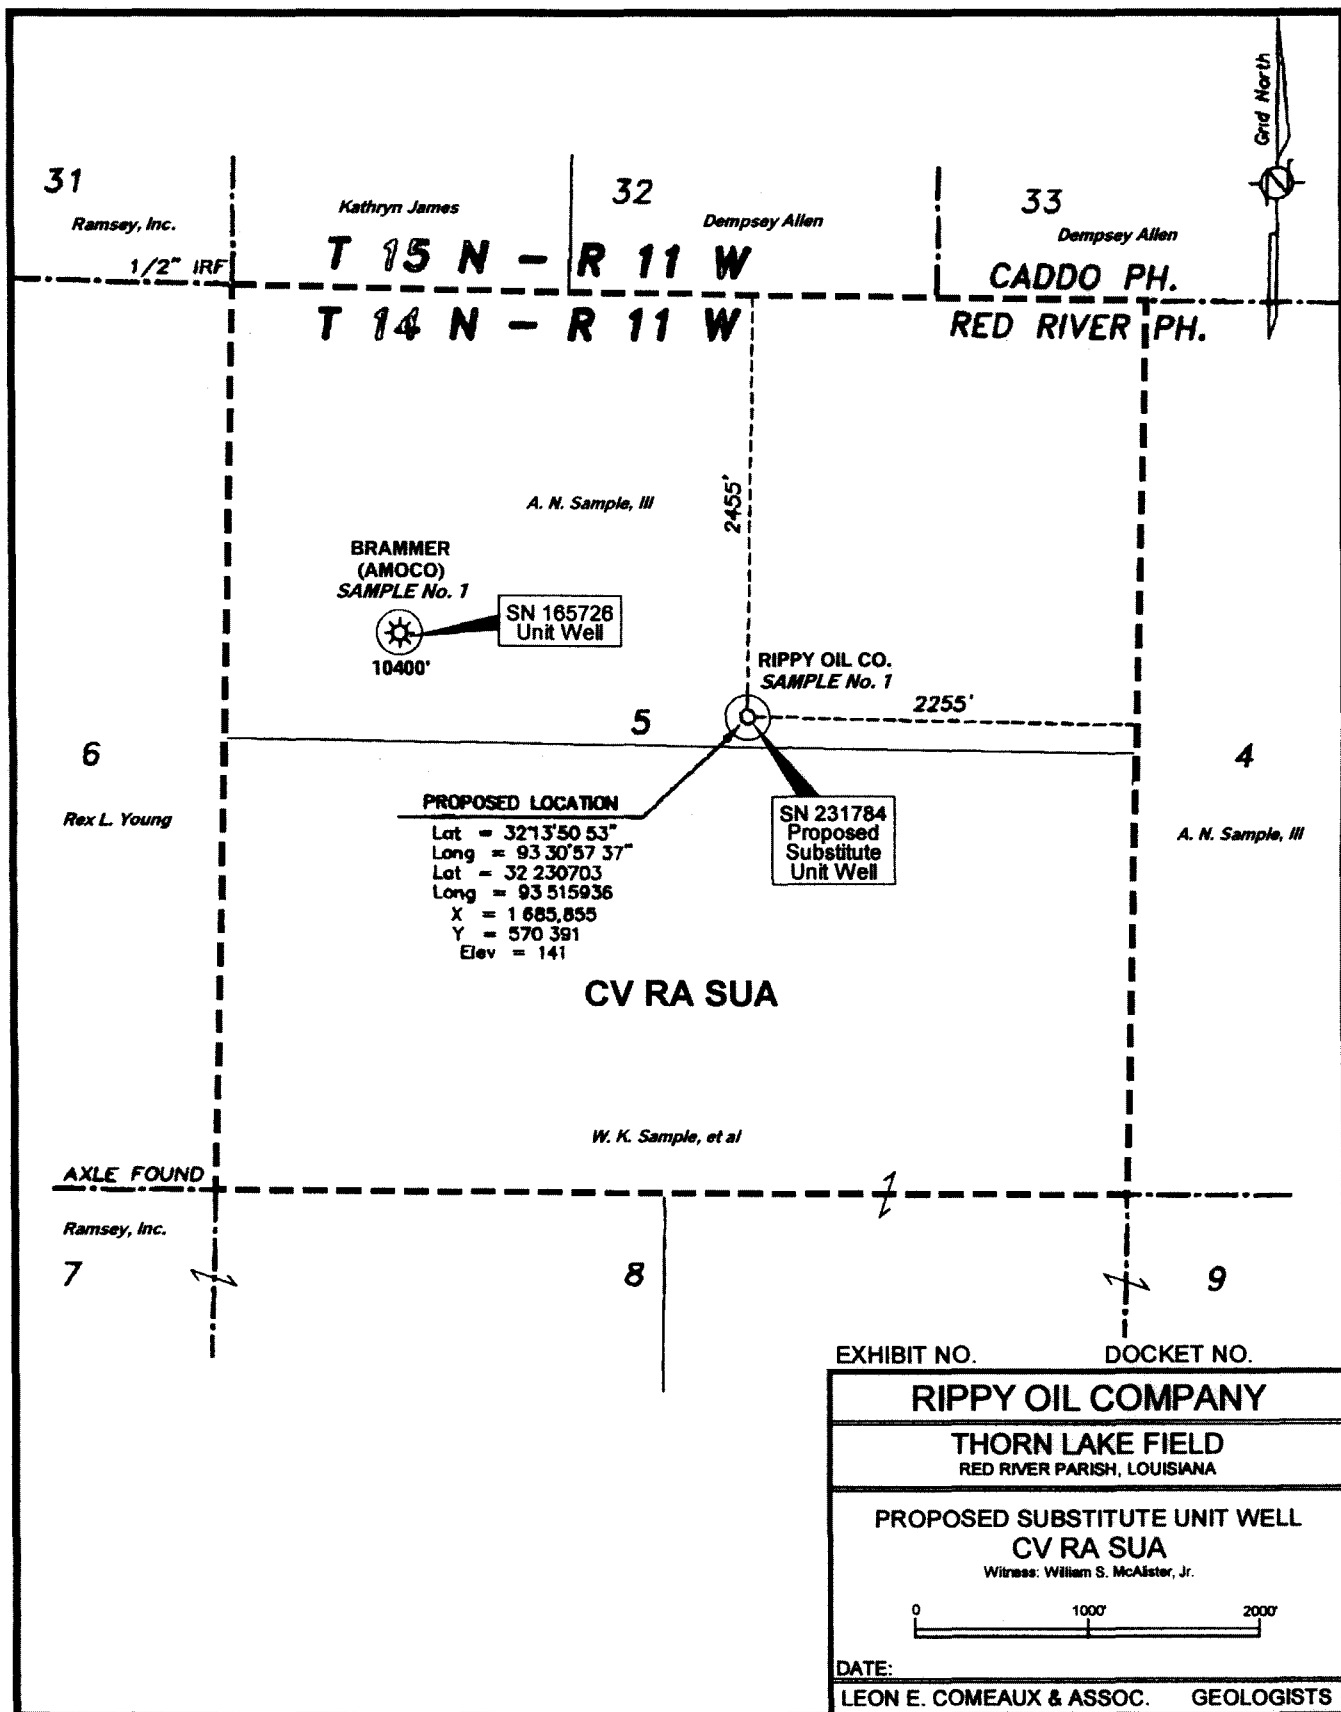 Grid North
31
32
33
Ramsey, Inc.
Kathryn James
Dempsey Allen
Dempsey Allen
1/2" IRF
T 15 N - R 11 W
CADDO PH.
T 14 N - R 11 W
RED RIVER PH.
2455'
A. N. Sample, III
BRAMMER
(AMOCO)
SAMPLE No. 1
SN 165726
Unit Well
10400'
RIPPY OIL CO.
SAMPLE No. 1
2255'
5
6
4
Rex L. Young
A. N. Sample, III
PROPOSED LOCATION
Lat = 32°13'50 53"
Long = 93 30'57 37"
Lat = 32 230703
Long = 93 515936
X = 1 685,855
Y = 570 391
Elev = 141
SN 231784
Proposed
Substitute
Unit Well
CV RA SUA
W. K. Sample, et al
AXLE FOUND
Ramsey, Inc.
7
8
9
EXHIBIT NO. DOCKET NO.
RIPPY OIL COMPANY
THORN LAKE FIELD
RED RIVER PARISH, LOUISIANA
PROPOSED SUBSTITUTE UNIT WELL
CV RA SUA
Witness: William S. McAlister, Jr.
0 1000' 2000'
DATE:
LEON E. COMEAUX & ASSOC. GEOLOGISTS